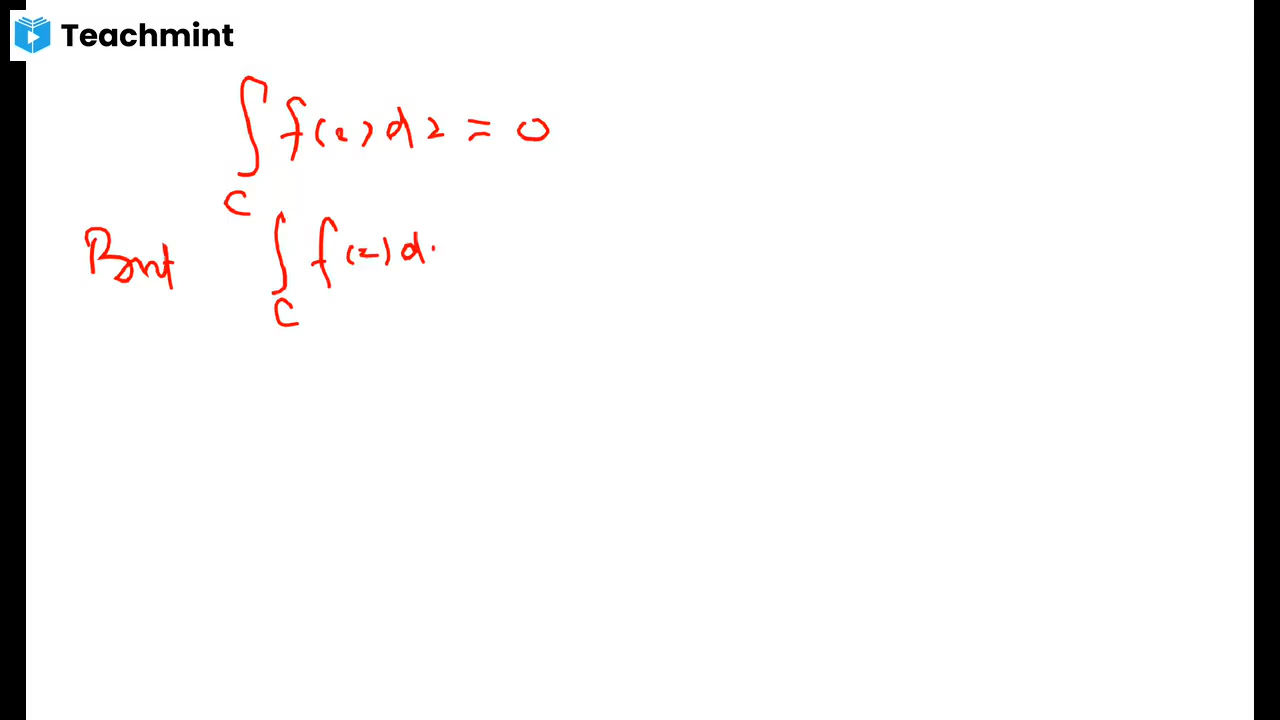 Teachmint
∫_C f(z) dz = 0
But ∫_C f(z) d